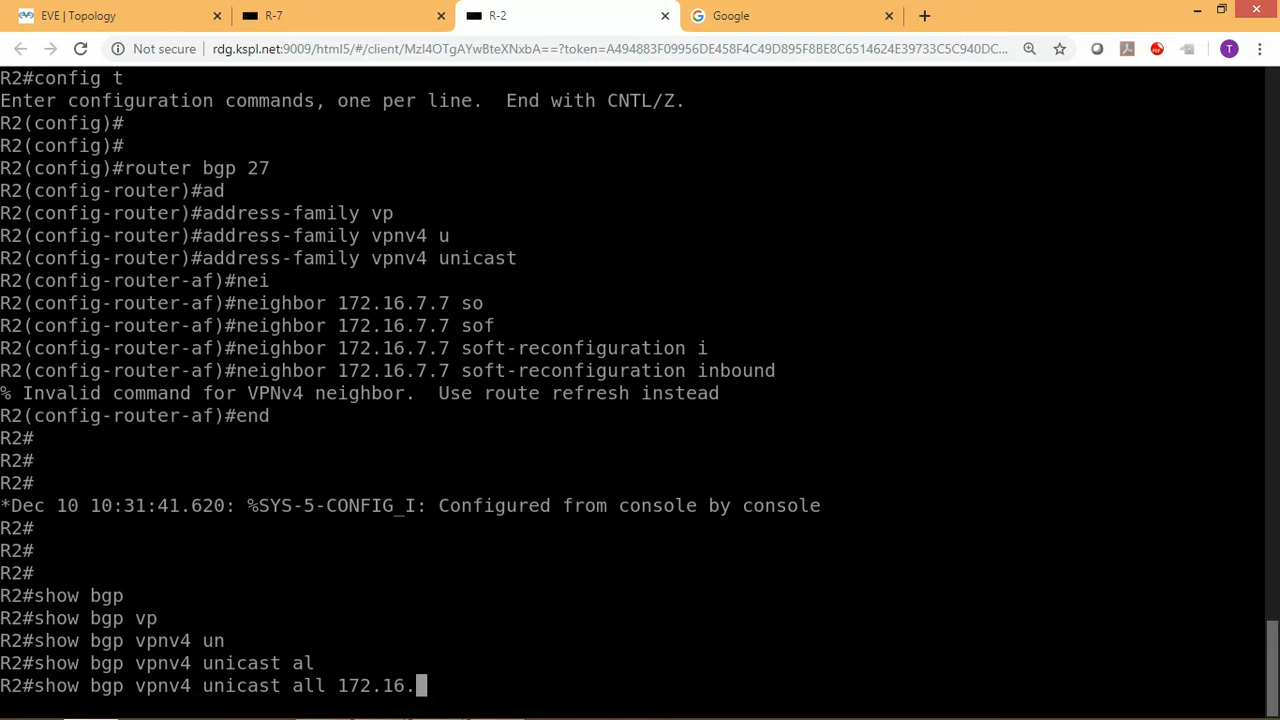 EVE | Topology
R-7
R-2
Google
Not secure
rdg.kspl.net:9009/html5/#/client/MzI4OTgAYwBteXNxbA==?token=A494883F09956DE458F4C49D895F8BE8C6514624E39733C5C940DC...
T
R2#config t
Enter configuration commands, one per line.  End with CNTL/Z.
R2(config)#
R2(config)#
R2(config)#router bgp 27
R2(config-router)#ad
R2(config-router)#address-family vp
R2(config-router)#address-family vpnv4 u
R2(config-router)#address-family vpnv4 unicast
R2(config-router-af)#nei
R2(config-router-af)#neighbor 172.16.7.7 so
R2(config-router-af)#neighbor 172.16.7.7 sof
R2(config-router-af)#neighbor 172.16.7.7 soft-reconfiguration i
R2(config-router-af)#neighbor 172.16.7.7 soft-reconfiguration inbound
% Invalid command for VPNv4 neighbor.  Use route refresh instead
R2(config-router-af)#end
R2#
R2#
R2#
*Dec 10 10:31:41.620: %SYS-5-CONFIG_I: Configured from console by console
R2#
R2#
R2#
R2#show bgp
R2#show bgp vp
R2#show bgp vpnv4 un
R2#show bgp vpnv4 unicast al
R2#show bgp vpnv4 unicast all 172.16.